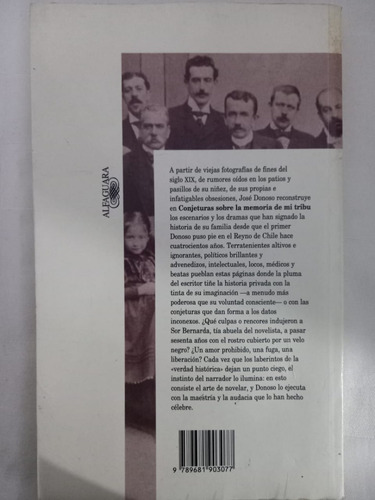 ALFAGUARA
A partir de viejas fotografías de fines del
siglo XIX, de rumores oídos en los patios y
pasillos de su niñez, de sus propias e
infatigables obsesiones, José Donoso reconstruye
en Conjeturas sobre la memoria de mi tribu
los escenarios y los dramas que han signado la
historia de su familia desde que el primer
Donoso puso pie en el Reyno de Chile hace
cuatrocientos años. Terratenientes altivos e
ignorantes, políticos brillantes y
advenedizos, intelectuales, locos, médicos y
beatas pueblan estas páginas donde la pluma del
escritor tiñe la historia privada con la
tinta de su imaginación —a menudo más
poderosa que su voluntad consciente— o con las
conjeturas que dan forma a los datos
inconexos. ¿Qué culpas o rencores indujeron a
Sor Bernarda, tía abuela del novelista, a pasar
sesenta años con el rostro cubierto por un velo
negro? ¿Un amor prohibido, una fuga, una
liberación? Cada vez que los laberintos de la
«verdad histórica» dejan un punto ciego, el
instinto del narrador lo ilumina: en esto
consiste el arte de novelar, y Donoso lo ejecuta
con la maestría y la audacia que lo han hecho
célebre.
9 789681 903077